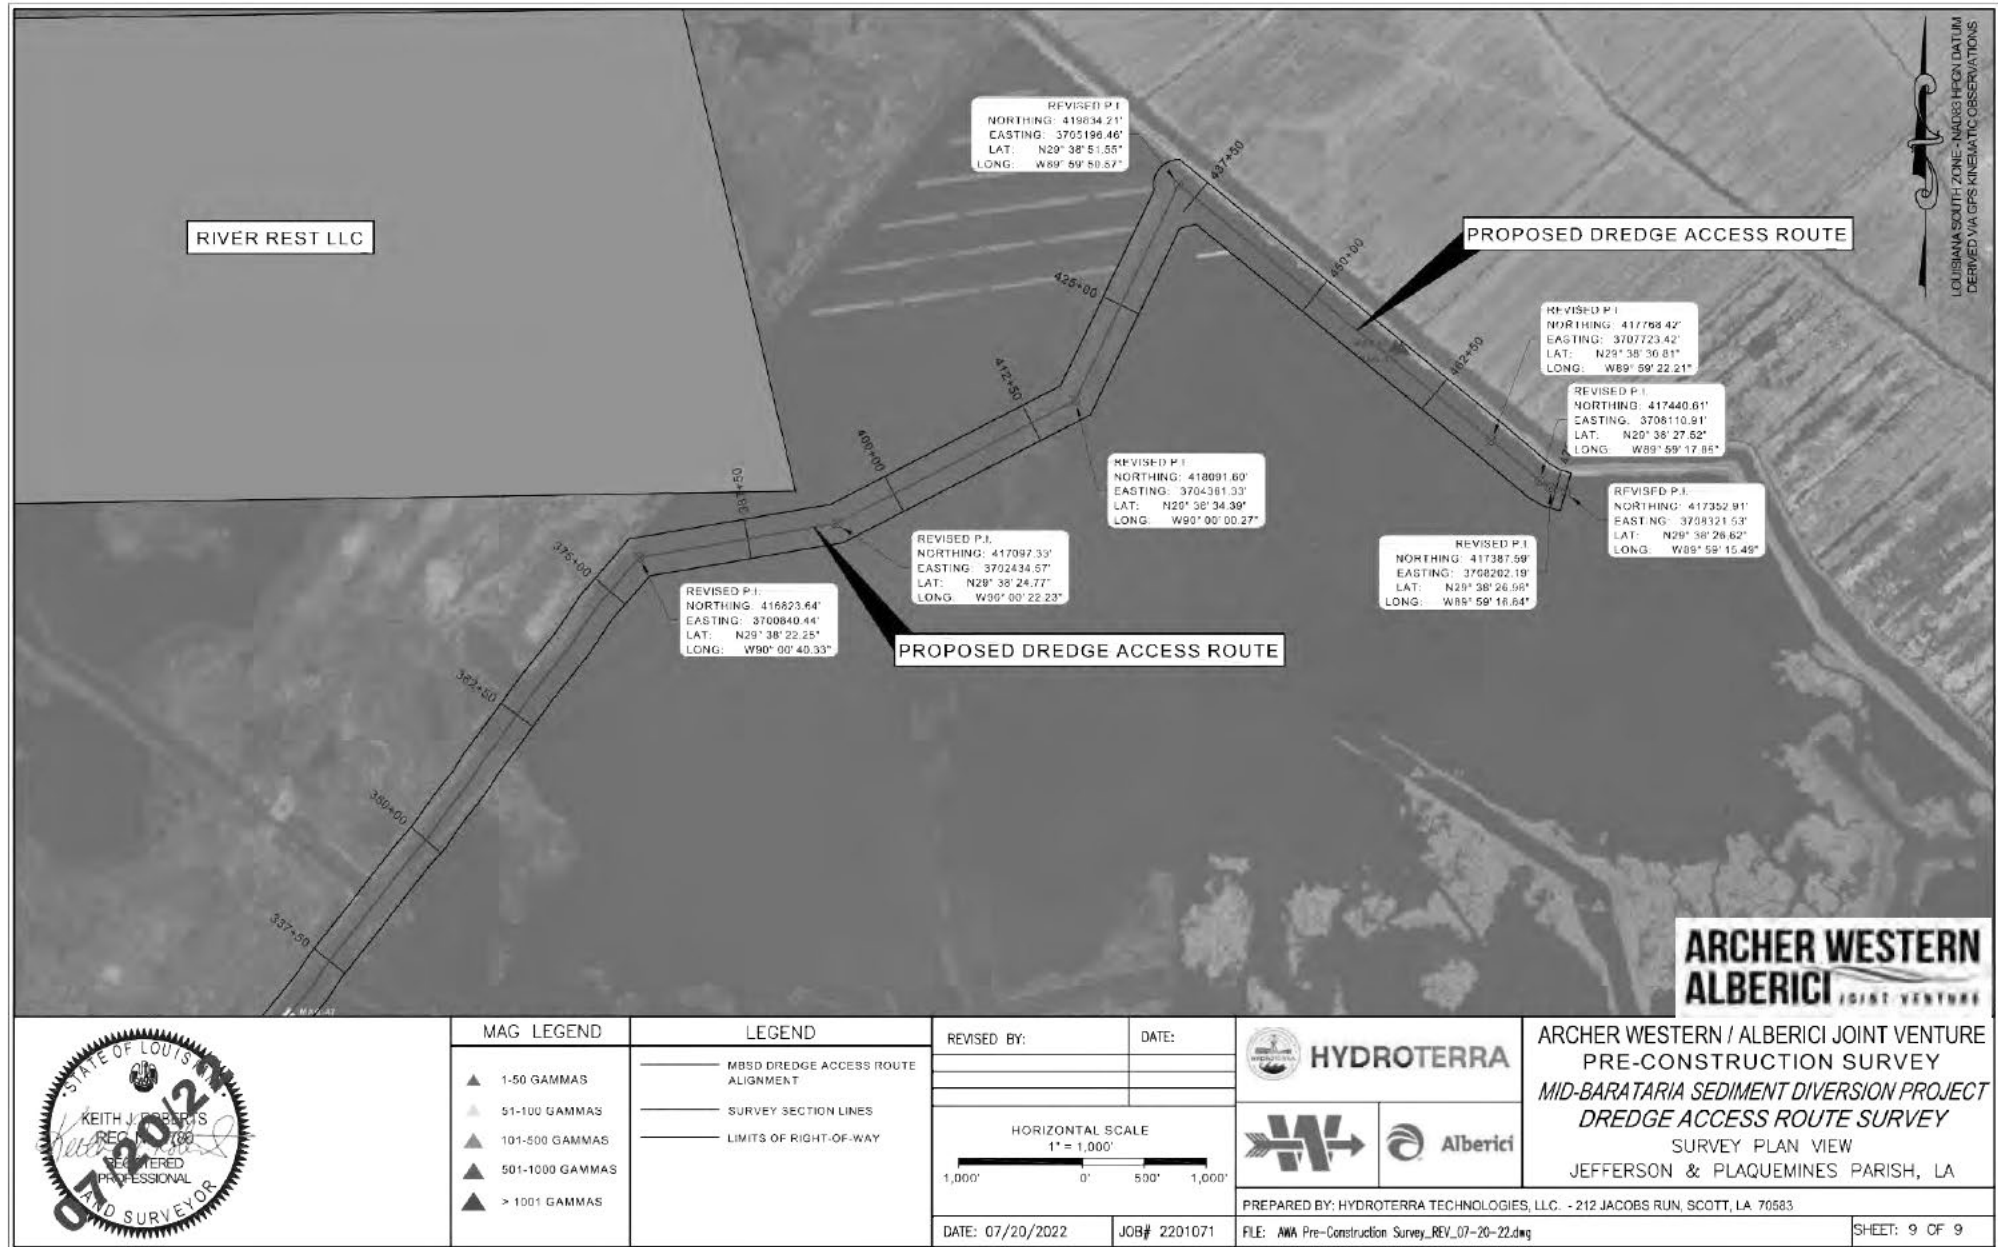 LOUISIANA SOUTH ZONE - NAD83 HPGN DATUM
DERIVED VIA GPS KINEMATIC OBSERVATIONS
RIVER REST LLC
REVISED P.I.
NORTHING: 419834.21'
EASTING: 3705196.46'
LAT: N29° 38' 51.55"
LONG: W89° 59' 50.57"
437+50
PROPOSED DREDGE ACCESS ROUTE
450+00
425+00
REVISED P.I.
NORTHING: 417768.42'
EASTING: 3707723.42'
LAT: N29° 38' 30.81"
LONG: W89° 59' 22.21"
462+50
412+50
REVISED P.I.
NORTHING: 417440.61'
EASTING: 3708110.91'
LAT: N29° 38' 27.52"
LONG: W89° 59' 17.85"
400+00
REVISED P.I.
NORTHING: 418091.60'
EASTING: 3704381.33'
LAT: N29° 38' 34.39"
LONG: W90° 00' 00.27"
387+50
REVISED P.I.
NORTHING: 417352.91'
EASTING: 3708321.53'
LAT: N29° 38' 26.62"
LONG: W89° 59' 15.49"
REVISED P.I.
NORTHING: 417097.33'
EASTING: 3702434.57'
LAT: N29° 38' 24.77"
LONG: W90° 00' 22.23"
REVISED P.I.
NORTHING: 417387.59'
EASTING: 3708202.19'
LAT: N29° 38' 26.98"
LONG: W89° 59' 16.84"
375+00
REVISED P.I.
NORTHING: 416823.64'
EASTING: 3700840.44'
LAT: N29° 38' 22.25"
LONG: W90° 00' 40.33"
PROPOSED DREDGE ACCESS ROUTE
362+50
350+00
337+50
ARCHER WESTERN
ALBERICI JOINT VENTURE
STATE OF LOUISIANA
KEITH J. ROBERTS
REGISTERED
PROFESSIONAL
LAND SURVEYOR
07/20/22
MAG LEGEND
1-50 GAMMAS
51-100 GAMMAS
101-500 GAMMAS
501-1000 GAMMAS
> 1001 GAMMAS
LEGEND
MBSD DREDGE ACCESS ROUTE
ALIGNMENT
SURVEY SECTION LINES
LIMITS OF RIGHT-OF-WAY
REVISED BY: DATE:
HORIZONTAL SCALE
1" = 1,000'
1,000' 0' 500' 1,000'
DATE: 07/20/2022 JOB# 2201071
HYDROTERRA
Alberici
ARCHER WESTERN / ALBERICI JOINT VENTURE
PRE-CONSTRUCTION SURVEY
MID-BARATARIA SEDIMENT DIVERSION PROJECT
DREDGE ACCESS ROUTE SURVEY
SURVEY PLAN VIEW
JEFFERSON & PLAQUEMINES PARISH, LA
PREPARED BY: HYDROTERRA TECHNOLOGIES, LLC. - 212 JACOBS RUN, SCOTT, LA 70583
FILE: AWA Pre-Construction Survey_REV_07-20-22.dwg
SHEET: 9 OF 9